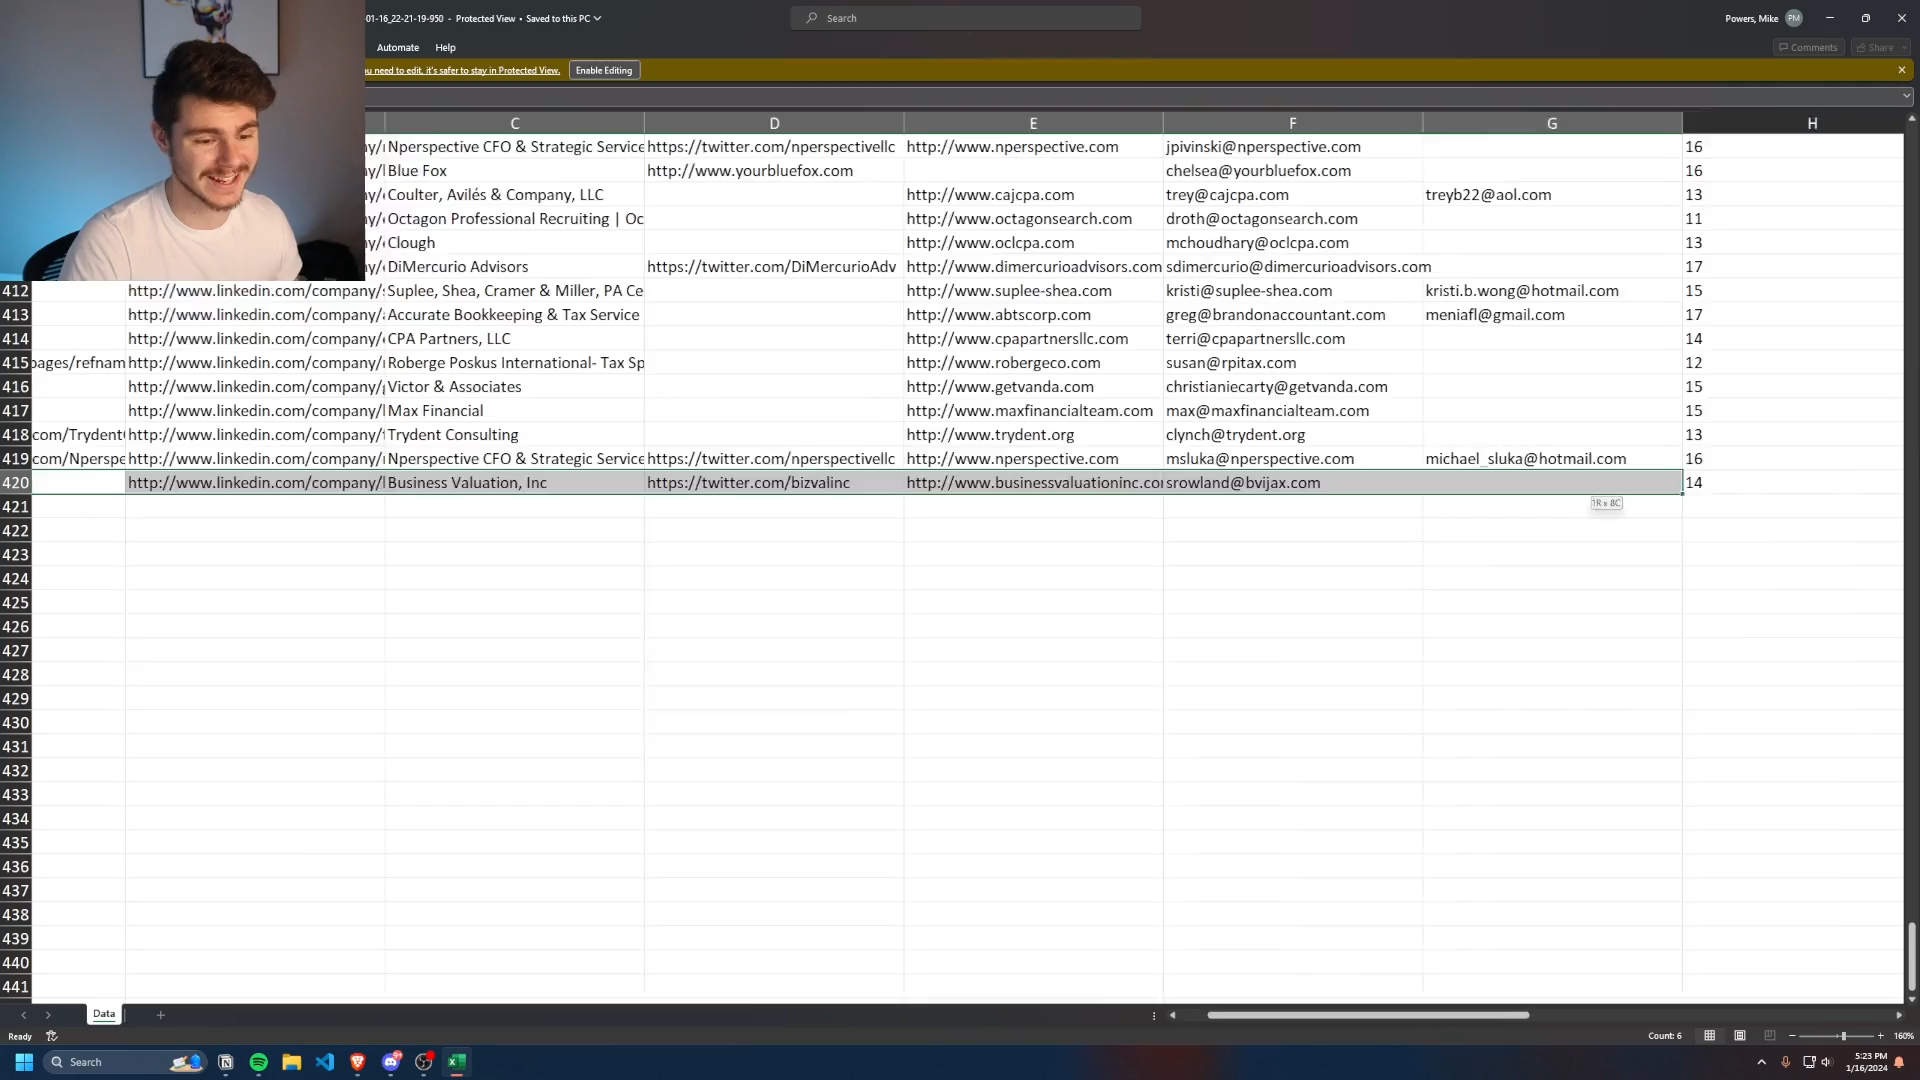 01-16_22-21-19-950 - Protected View • Saved to this PC
Search
Powers, Mike PM
Automate Help
Comments Share
you need to edit, it's safer to stay in Protected View. Enable Editing
C D E F G H
Nperspective CFO & Strategic Service https://twitter.com/nperspectivellc http://www.nperspective.com jpivinski@nperspective.com 16
Blue Fox http://www.yourbluefox.com chelsea@yourbluefox.com 16
Coulter, Avilés & Company, LLC http://www.cajcpa.com trey@cajcpa.com treyb22@aol.com 13
Octagon Professional Recruiting | Oc http://www.octagonsearch.com droth@octagonsearch.com 11
Clough http://www.oclcpa.com mchoudhary@oclcpa.com 13
DiMercurio Advisors https://twitter.com/DiMercurioAdv http://www.dimercurioadvisors.com sdimercurio@dimercurioadvisors.com 17
412 http://www.linkedin.com/company/ Suplee, Shea, Cramer & Miller, PA Ce http://www.suplee-shea.com kristi@suplee-shea.com kristi.b.wong@hotmail.com 15
413 http://www.linkedin.com/company/ Accurate Bookkeeping & Tax Service http://www.abtscorp.com greg@brandonaccountant.com meniafl@gmail.com 17
414 http://www.linkedin.com/company/ CPA Partners, LLC http://www.cpapartnersllc.com terri@cpapartnersllc.com 14
415 pages/refnam http://www.linkedin.com/company/ Roberge Poskus International- Tax Sp http://www.robergeco.com susan@rpitax.com 12
416 http://www.linkedin.com/company/ Victor & Associates http://www.getvanda.com christianiecarty@getvanda.com 15
417 http://www.linkedin.com/company/ Max Financial http://www.maxfinancialteam.com max@maxfinancialteam.com 15
418 com/Trydent http://www.linkedin.com/company/ Trydent Consulting http://www.trydent.org clynch@trydent.org 13
419 com/Nperspe http://www.linkedin.com/company/ Nperspective CFO & Strategic Service https://twitter.com/nperspectivellc http://www.nperspective.com msluka@nperspective.com michael_sluka@hotmail.com 16
420 http://www.linkedin.com/company/ Business Valuation, Inc https://twitter.com/bizvalinc http://www.businessvaluationinc.co srowland@bvijax.com 14
421 1R x 8C
422
423
424
425
426
427
428
429
430
431
432
433
434
435
436
437
438
439
440
441
Data
Ready Count: 6 160%
Search
5:23 PM
1/16/2024